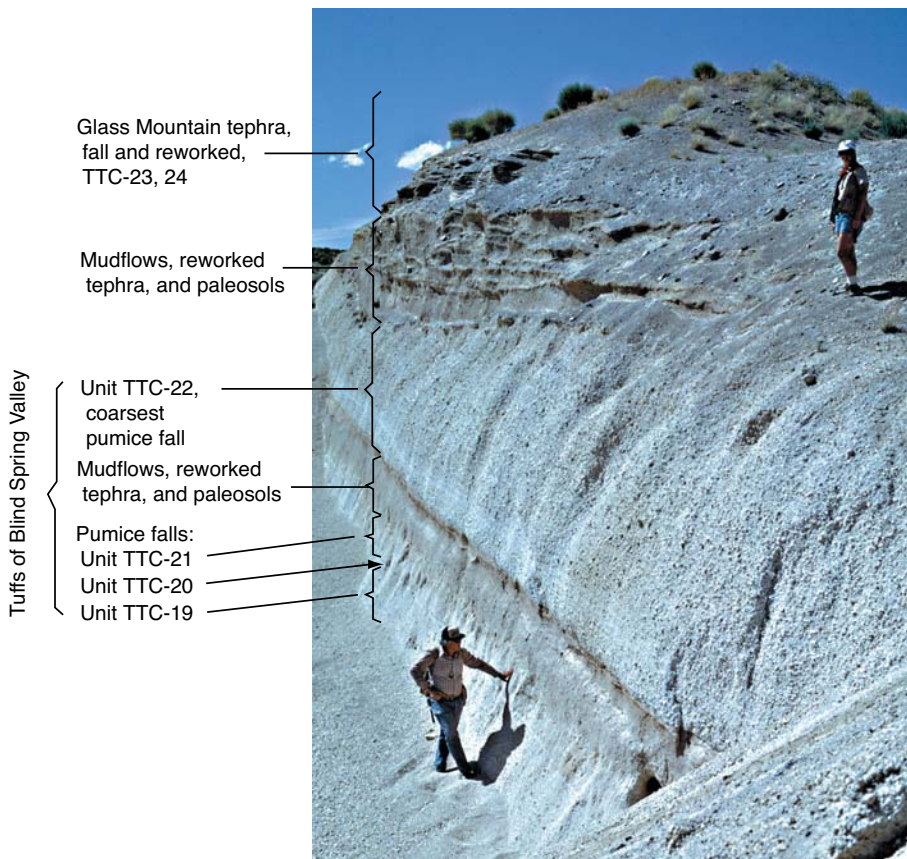 Glass Mountain tephra,
fall and reworked,
TTC-23, 24
Mudflows, reworked
tephra, and paleosols
Tuffs of Blind Spring Valley
Unit TTC-22,
coarsest
pumice fall
Mudflows, reworked
tephra, and paleosols
Pumice falls:
Unit TTC-21
Unit TTC-20
Unit TTC-19